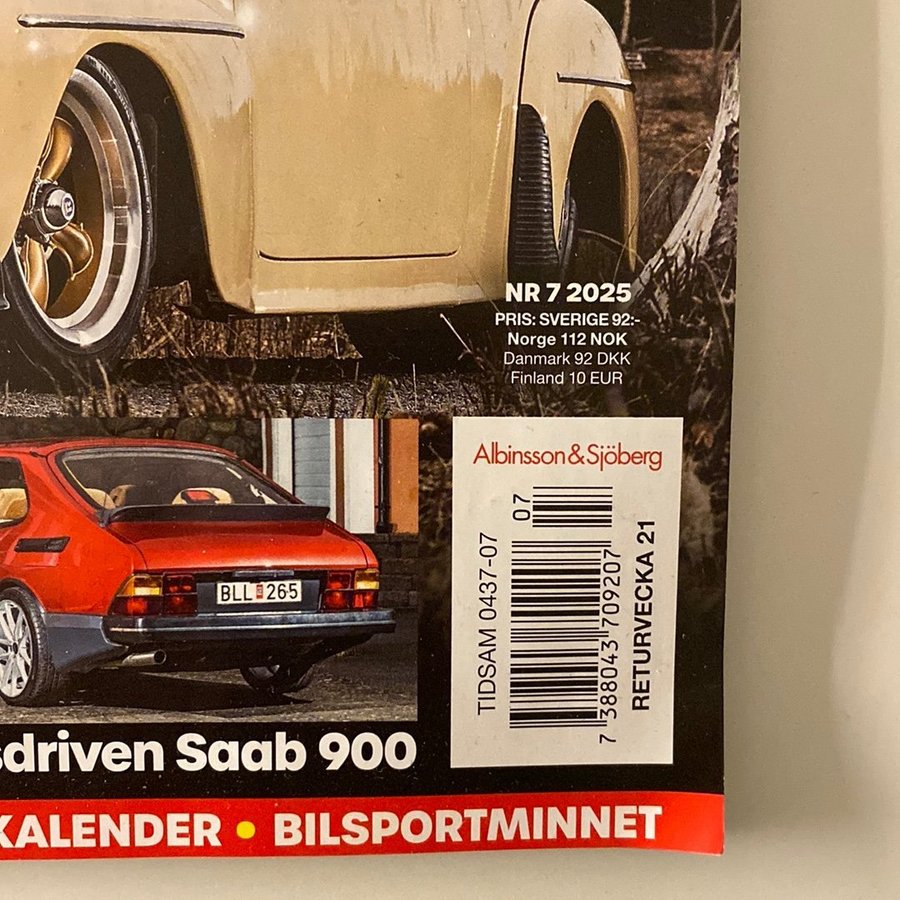 NR 7 2025
PRIS: SVERIGE 92:-
Norge 112 NOK
Danmark 92 DKK
Finland 10 EUR
Albinsson&Sjöberg
07
TIDSAM 0437-07
7 388043 709207
RETURVECKA 21
BLL 265
sdriven Saab 900
KALENDER • BILSPORTMINNET